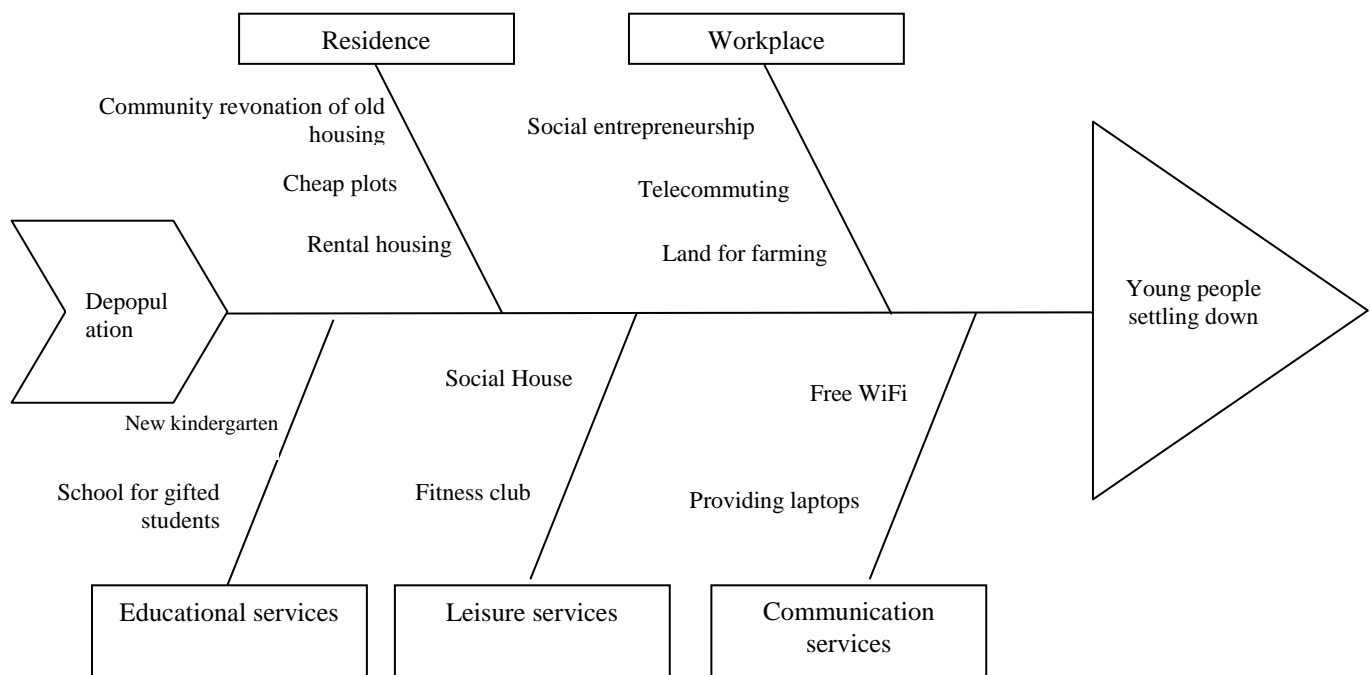 Residence
Workplace
Community revonation of old
housing
Cheap plots
Rental housing
Social entrepreneurship
Telecommuting
Land for farming
Depopul
ation
Young people
settling down
New kindergarten
School for gifted
students
Social House
Fitness club
Free WiFi
Providing laptops
Educational services
Leisure services
Communication
services